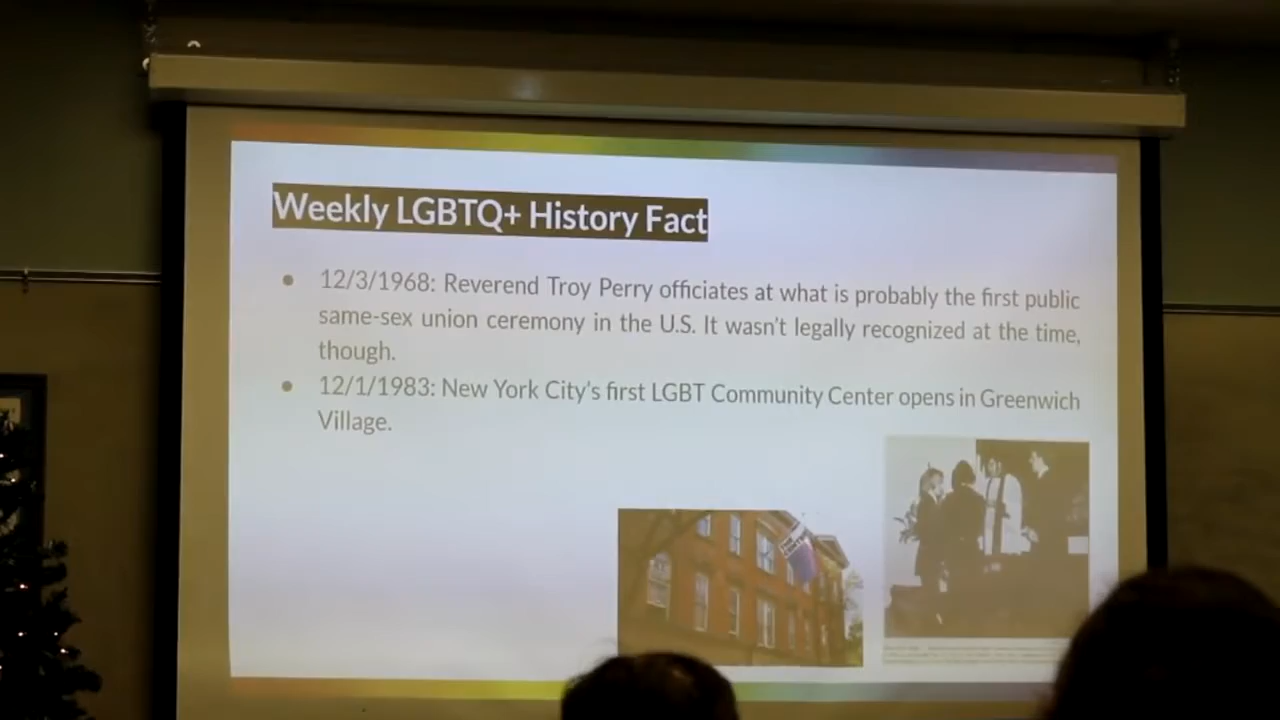 Weekly LGBTQ+ History Fact
● 12/3/1968: Reverend Troy Perry officiates at what is probably the first public
same-sex union ceremony in the U.S. It wasn't legally recognized at the time,
though.
● 12/1/1983: New York City's first LGBT Community Center opens in Greenwich
Village.